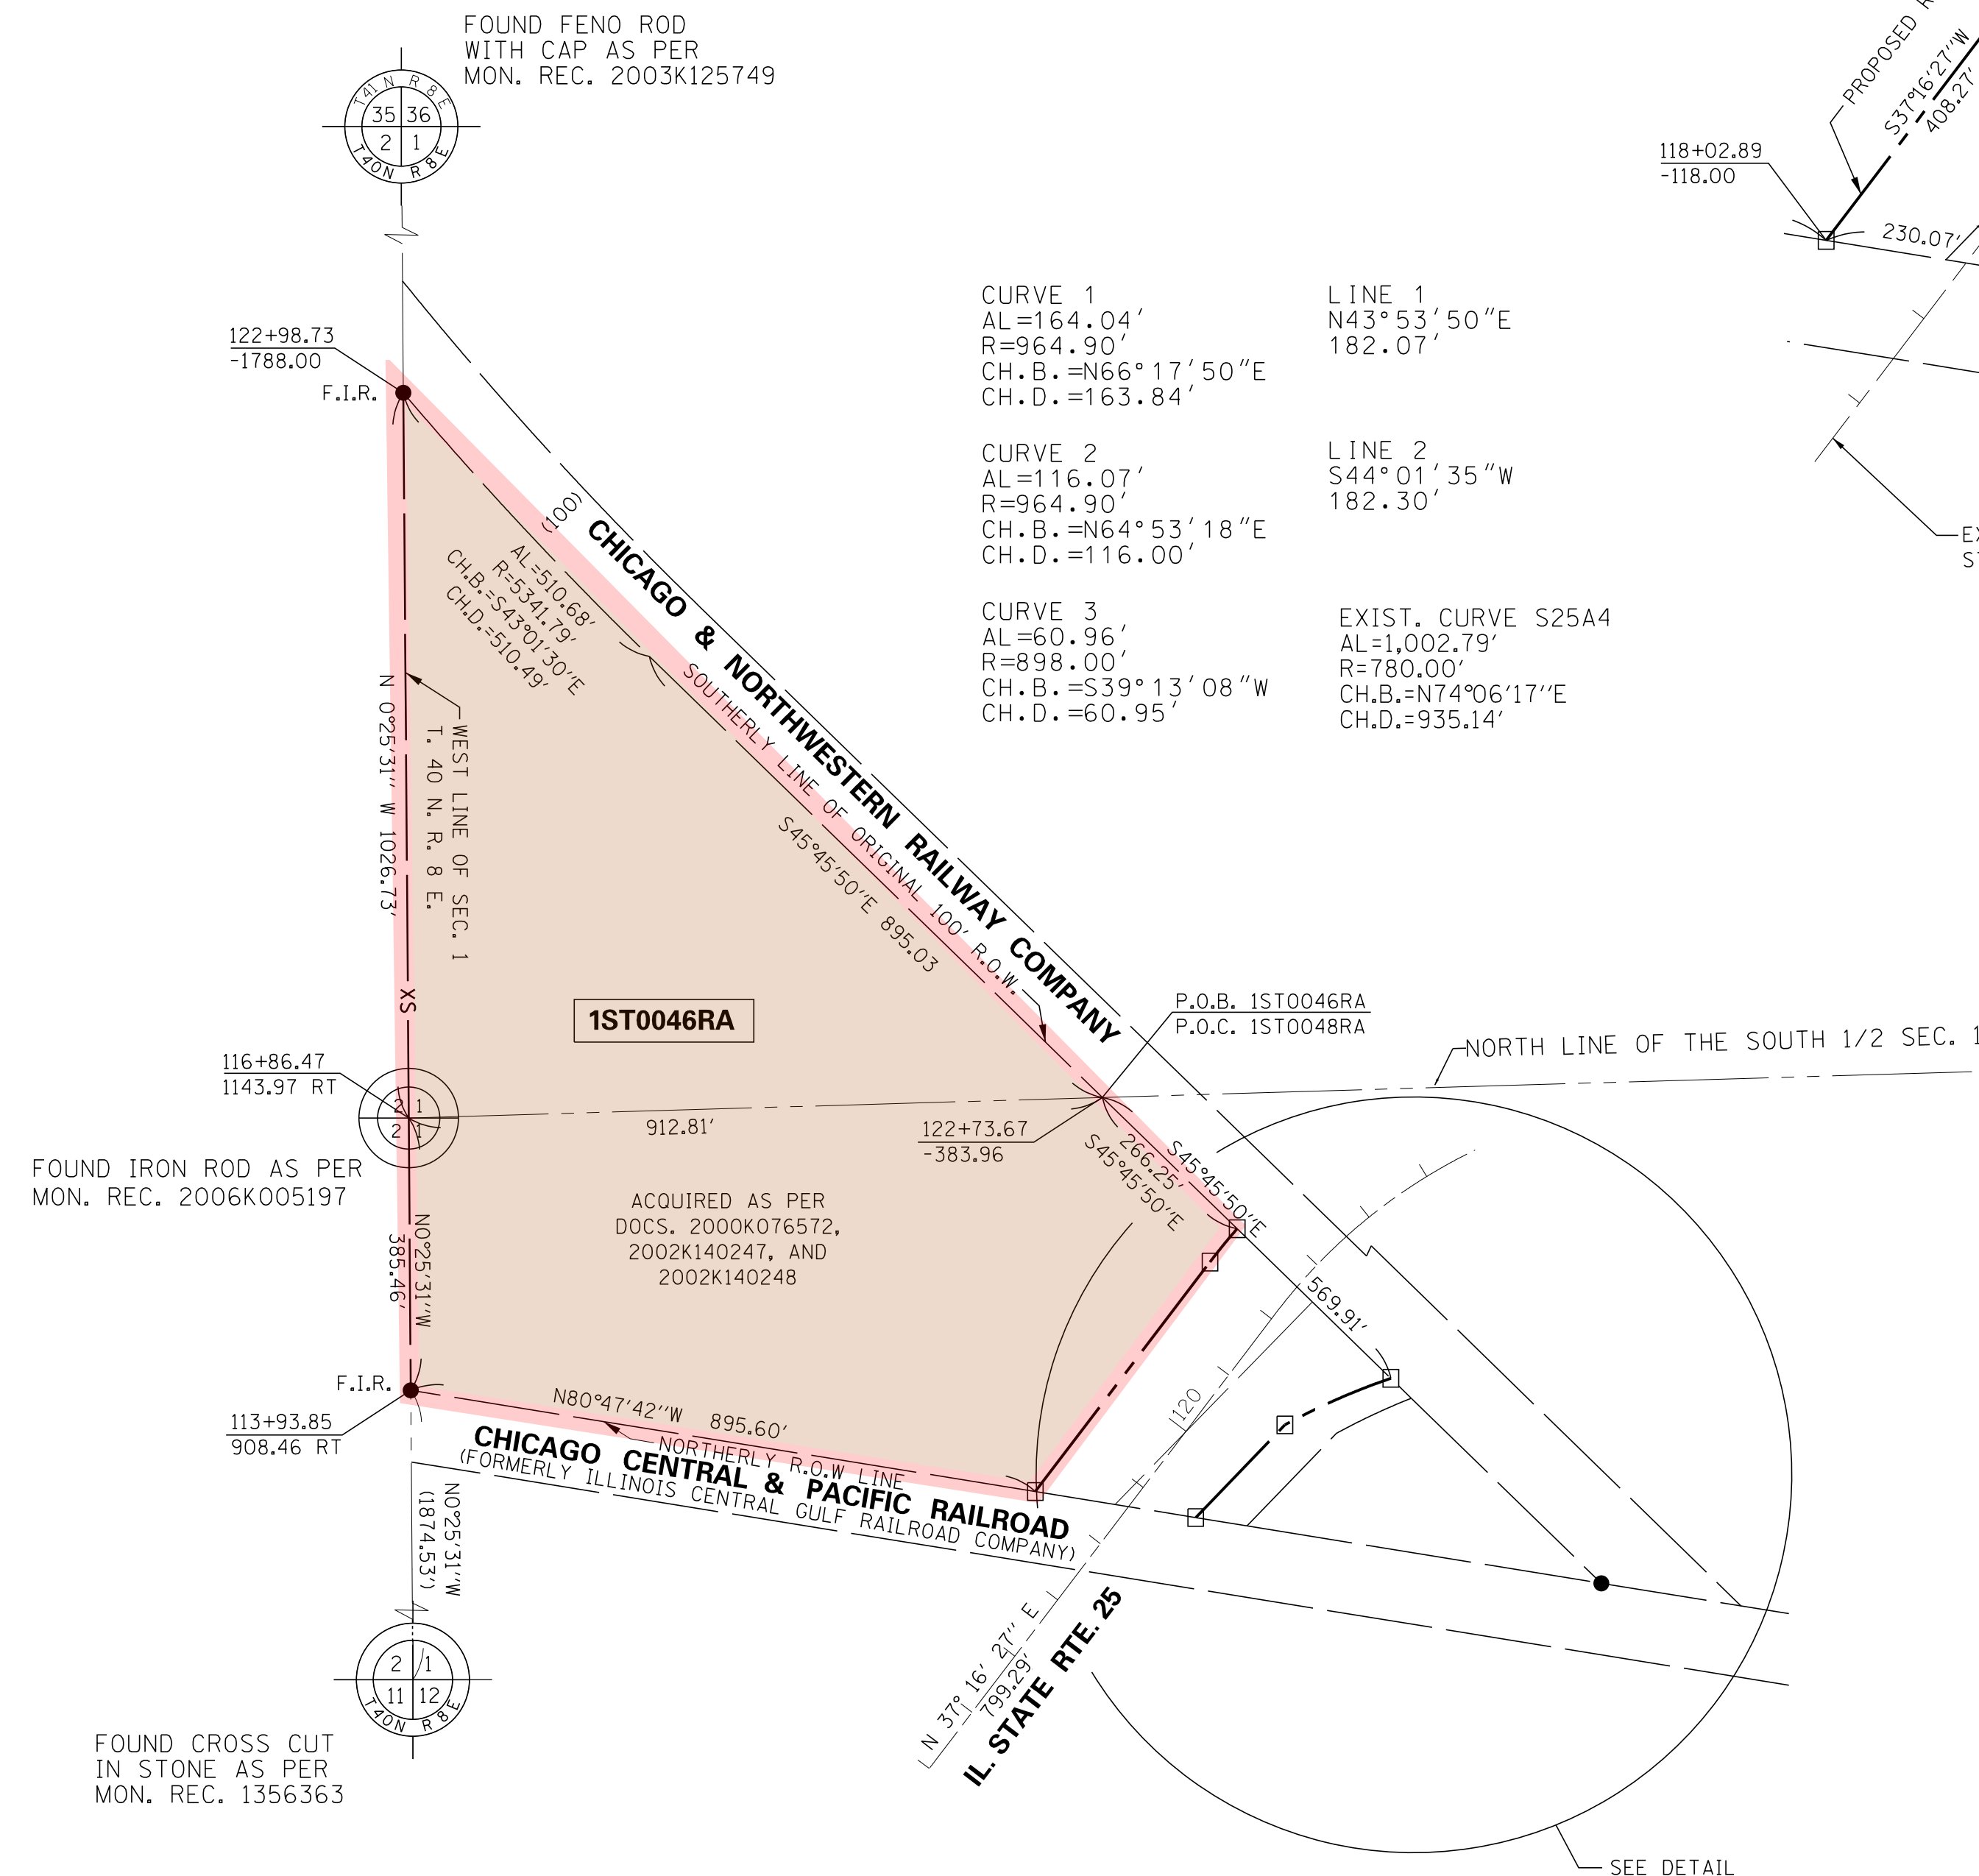 FOUND FENO ROD
WITH CAP AS PER
MON. REC. 2003K125749
T41 N R 8 E
35 36
2 1
T40N R 8 E
PROPOSED
S37°16'27"W
408.27'
118+02.89
-118.00
230.07'
122+98.73
-1788.00
F.I.R.
CURVE 1
AL=164.04'
R=964.90'
CH.B.=N66°17'50"E
CH.D.=163.84'
LINE 1
N43°53'50"E
182.07'
CURVE 2
AL=116.07'
R=964.90'
CH.B.=N64°53'18"E
CH.D.=116.00'
LINE 2
S44°01'35"W
182.30'
CURVE 3
AL=60.96'
R=898.00'
CH.B.=S39°13'08"W
CH.D.=60.95'
EXIST. CURVE S25A4
AL=1,002.79'
R=780.00'
CH.B.=N74°06'17"E
CH.D.=935.14'
(100)
CHICAGO & NORTHWESTERN RAILWAY COMPANY
AL=510.68'
R=5341.79'
CH.B.=S43°01'30"E
CH.D.=510.49'
SOUTHERLY LINE OF ORIGINAL 100' R.O.W.
S45°45'50"E 895.03
N 0°25'31" W 1026.73'
WEST LINE OF SEC. 1
T. 40 N. R. 8 E.
XS
1ST0046RA
P.O.B. 1ST0046RA
P.O.C. 1ST0048RA
NORTH LINE OF THE SOUTH 1/2 SEC. 1
116+86.47
1143.97 RT
2 1
2 1
912.81'
122+73.67
-383.96
266.25'
S45°45'50"E
S45°45'50"E
569.91'
FOUND IRON ROD AS PER
MON. REC. 2006K005197
ACQUIRED AS PER
DOCS. 2000K076572,
2002K140247, AND
2002K140248
N0°25'31"W
385.46'
F.I.R.
113+93.85
908.46 RT
N80°47'42"W 895.60'
NORTHERLY R.O.W LINE
CHICAGO CENTRAL & PACIFIC RAILROAD
(FORMERLY ILLINOIS CENTRAL GULF RAILROAD COMPANY)
120
N0°25'31"W
(1874.53')
N 37° 16' 27" E
799.29'
IL. STATE RTE. 25
2 1
11 12
T40N R 8E
FOUND CROSS CUT
IN STONE AS PER
MON. REC. 1356363
SEE DETAIL